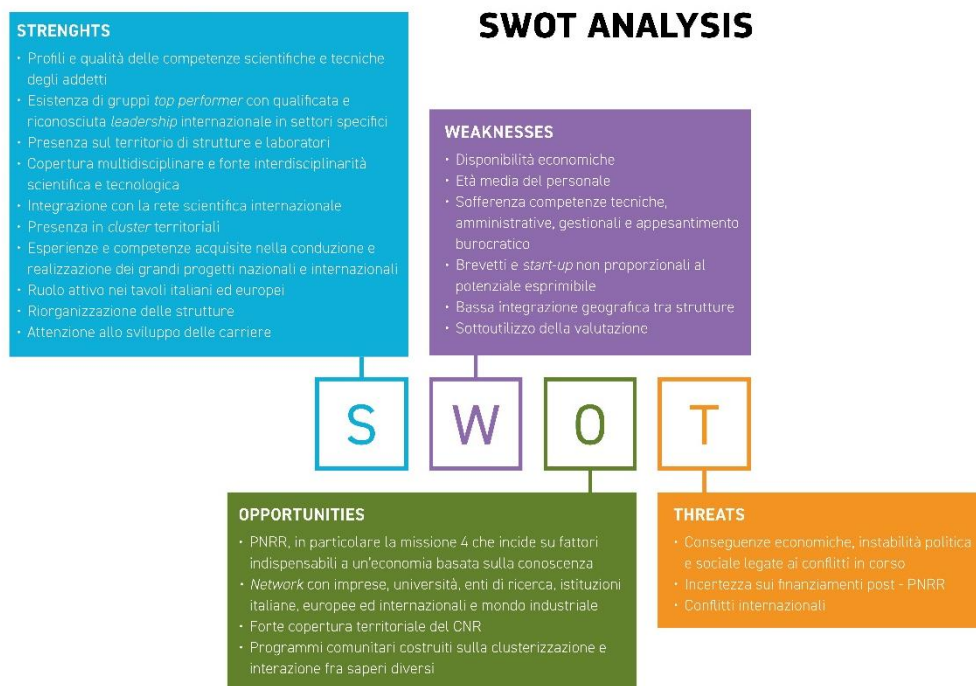 SWOT ANALYSIS
STRENGHTS
• Profili e qualità delle competenze scientifiche e tecniche
degli addetti
• Esistenza di gruppi top performer con qualificata e
riconosciuta leadership internazionale in settori specifici
• Presenza sul territorio di strutture e laboratori
• Copertura multidisciplinare e forte interdisciplinarità
scientifica e tecnologica
• Integrazione con la rete scientifica internazionale
• Presenza in cluster territoriali
• Esperienze e competenze acquisite nella conduzione e
realizzazione dei grandi progetti nazionali e internazionali
• Ruolo attivo nei tavoli italiani ed europei
• Riorganizzazione delle strutture
• Attenzione allo sviluppo delle carriere
WEAKNESSES
• Disponibilità economiche
• Età media del personale
• Sofferenza competenze tecniche,
amministrative, gestionali e appesantimento
burocratico
• Brevetti e start-up non proporzionali al
potenziale esprimibile
• Bassa integrazione geografica tra strutture
• Sottoutilizzo della valutazione
S
W
O
T
OPPORTUNITIES
• PNRR, in particolare la missione 4 che incide su fattori
indispensabili a un'economia basata sulla conoscenza
• Network con imprese, università, enti di ricerca, istituzioni
italiane, europee ed internazionali e mondo industriale
• Forte copertura territoriale del CNR
• Programmi comunitari costruiti sulla clusterizzazione e
interazione fra saperi diversi
THREATS
• Conseguenze economiche, instabilità politica
e sociale legate ai conflitti in corso
• Incertezza sui finanziamenti post - PNRR
• Conflitti internazionali